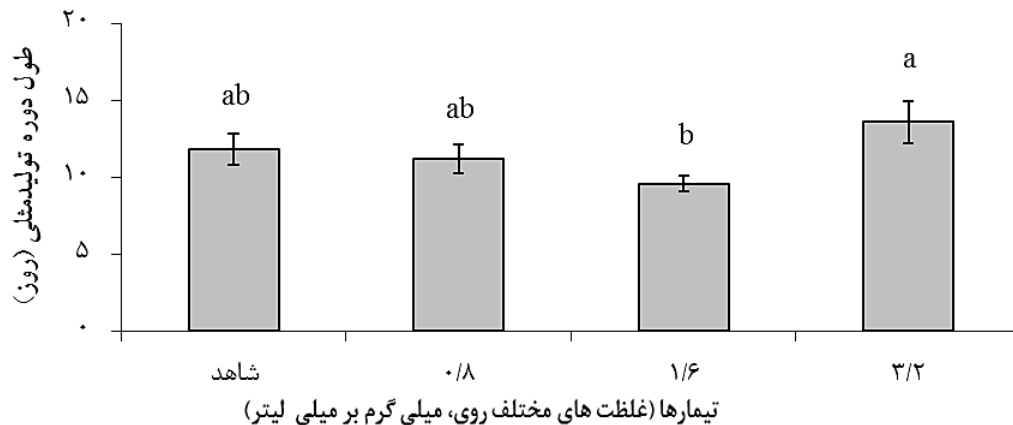 طول دوره تولیدمثلی (روز)
۲۰
۱۵
۱۰
۵
۰
ab
ab
b
a
شاهد
۰/۸
۱/۶
۳/۲
تیمارها (غلظت های مختلف روی، میلی گرم بر میلی لیتر)